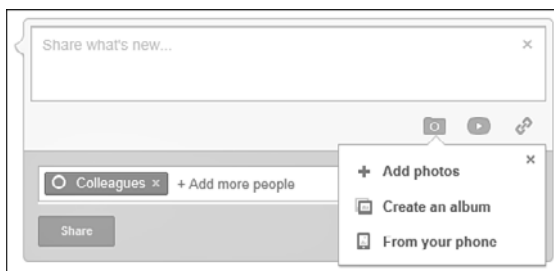 Share what's new...
Colleagues × + Add more people
Share
Add photos
Create an album
From your phone